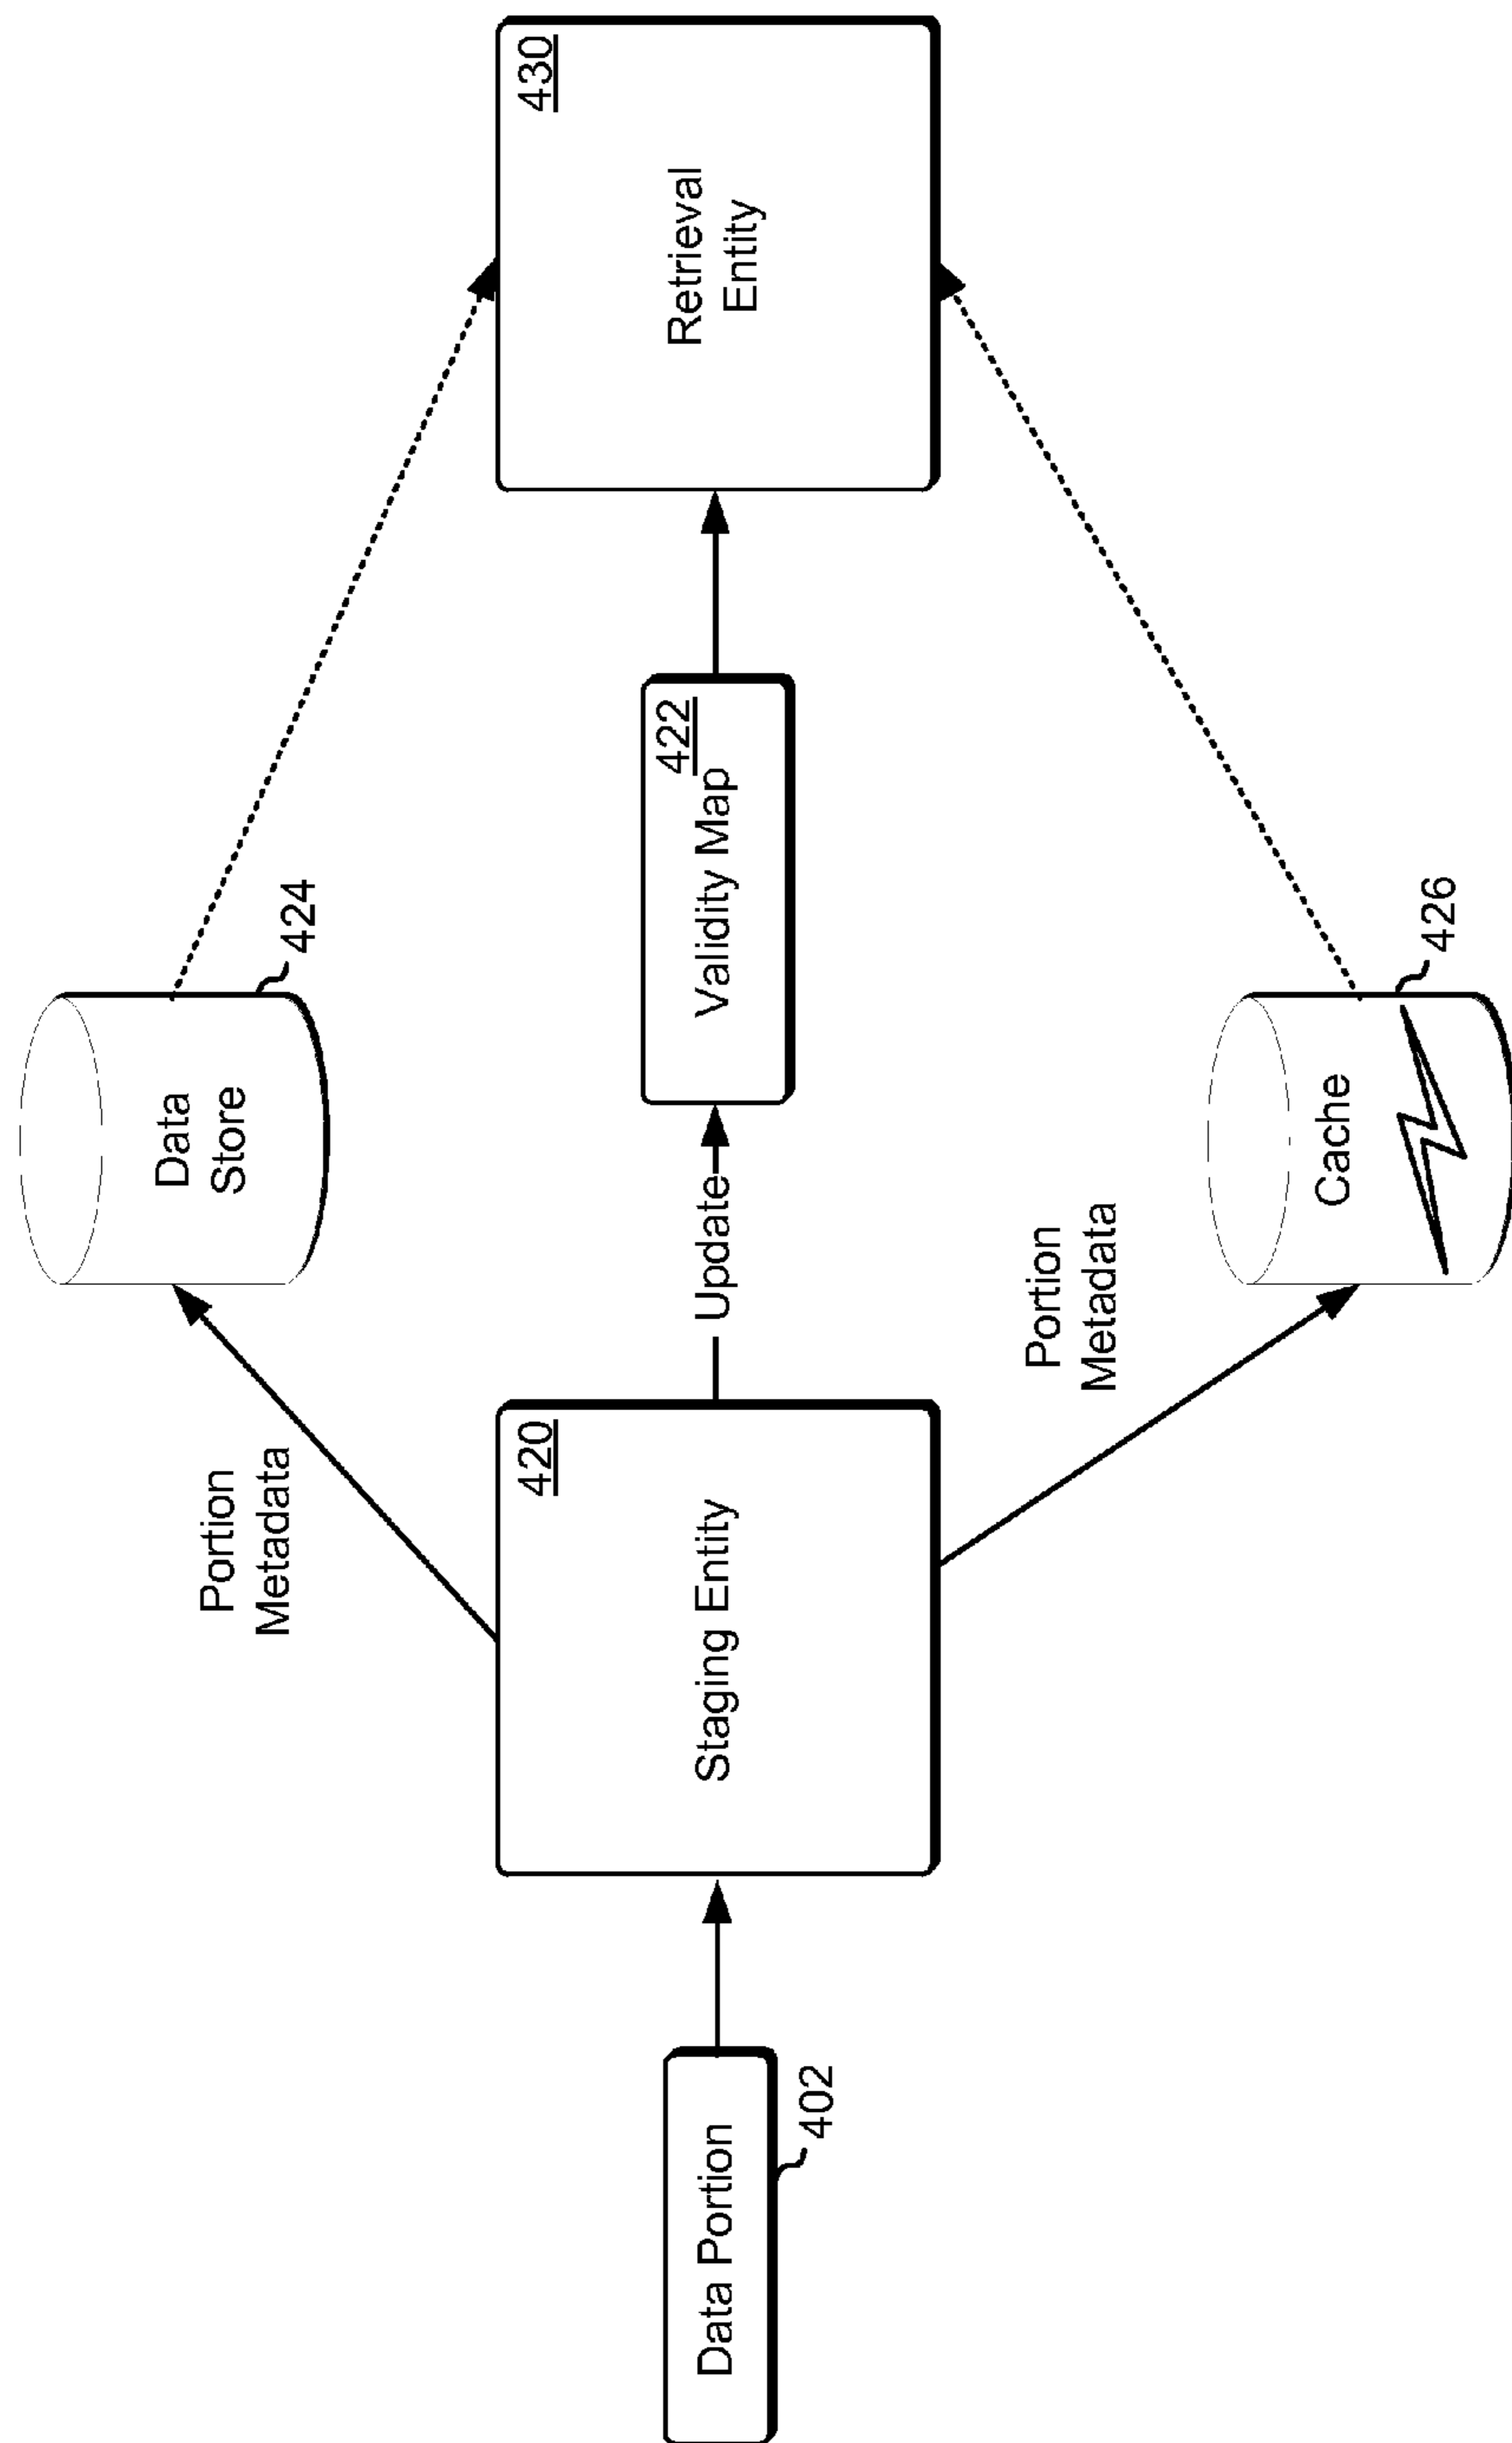 Data Portion
402
420
Staging Entity
Portion
Metadata
Portion
Metadata
Update
Data
Store
424
Cache
426
422
Validity Map
430
Retrieval
Entity